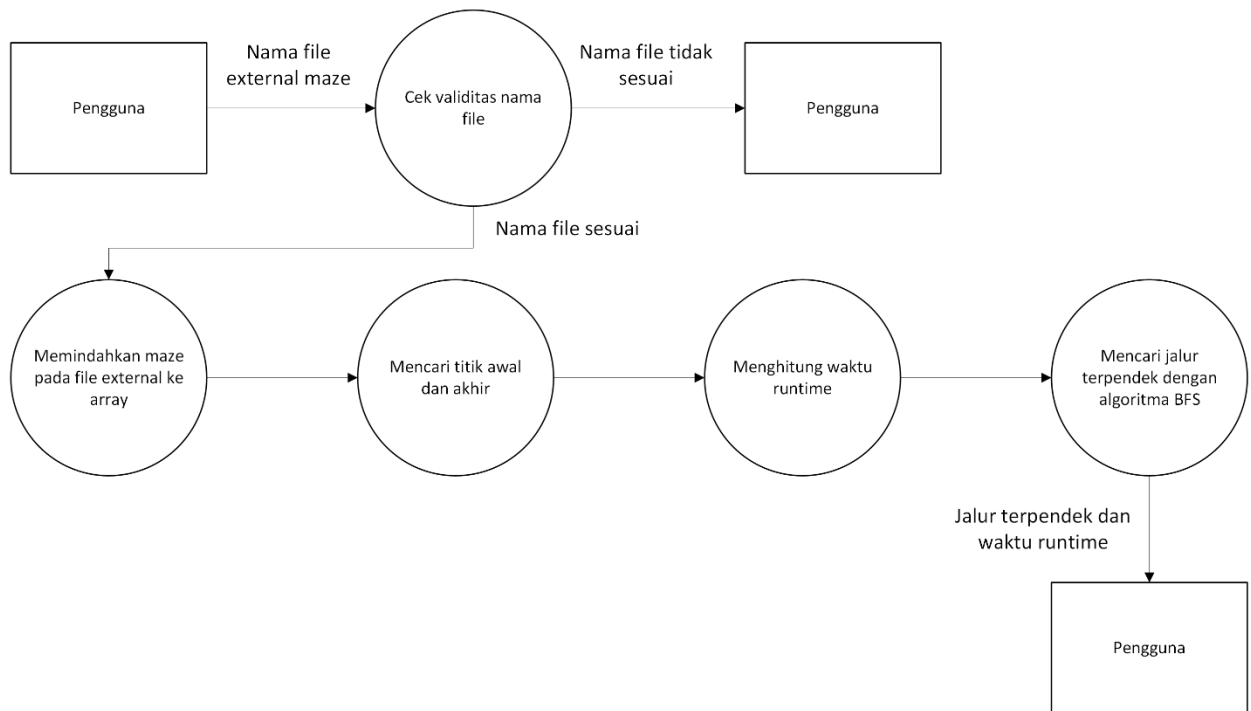 Nama file
external maze
Nama file tidak
sesuai
Pengguna
Cek validitas nama
file
Pengguna
Nama file sesuai
Memindahkan maze
pada file external ke
array
Mencari titik awal
dan akhir
Menghitung waktu
runtime
Mencari jalur
terpendek dengan
algoritma BFS
Jalur terpendek dan
waktu runtime
Pengguna